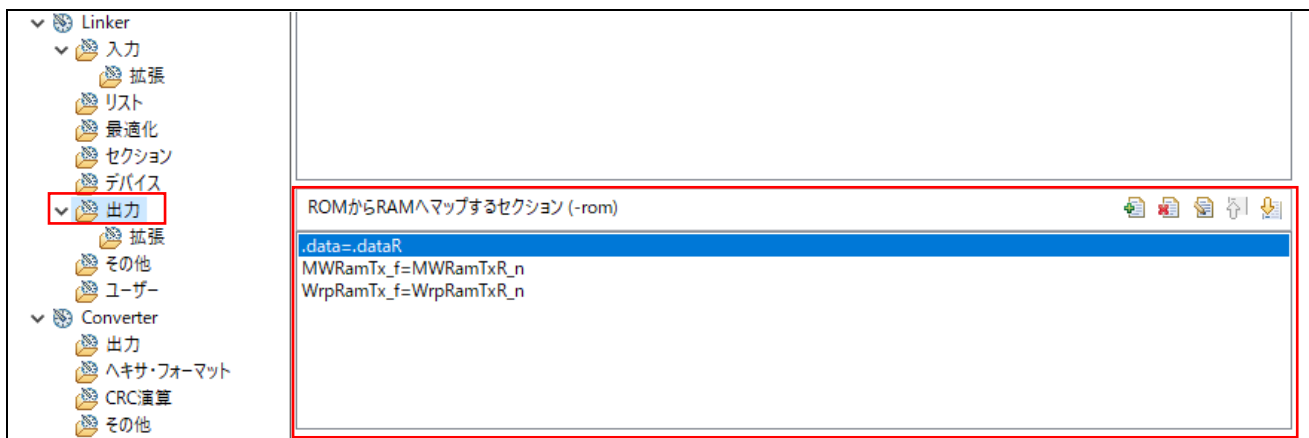 Linker
入力
拡張
リスト
最適化
セクション
デバイス
出力
拡張
その他
ユーザー
Converter
出力
ヘキサ・フォーマット
CRC演算
その他
ROMからRAMへマップするセクション (-rom)
.data=.dataR
MWRamTx_f=MWRamTxR_n
WrpRamTx_f=WrpRamTxR_n